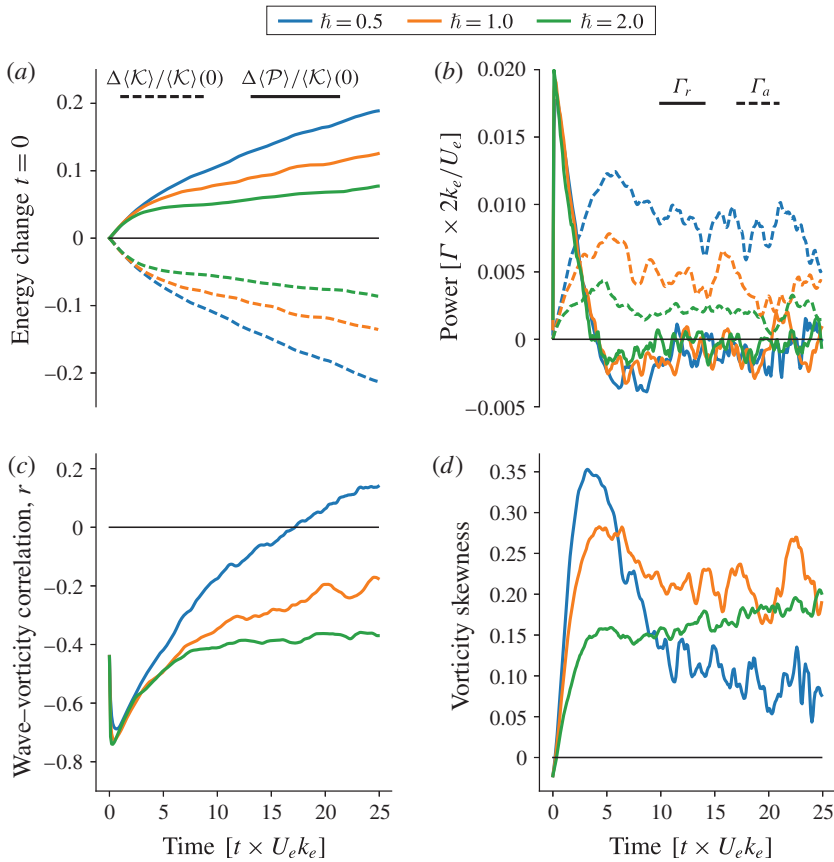 ħ = 0.5 ħ = 1.0 ħ = 2.0
(a)
Δ⟨𝒦⟩/⟨𝒦⟩(0) Δ⟨𝒫⟩/⟨𝒦⟩(0)
Energy change t = 0
0.2
0.1
0
−0.1
−0.2
(b)
Γr Γa
Power [Γ × 2ke/Ue]
0.020
0.015
0.010
0.005
0
−0.005
(c)
Wave–vorticity correlation, r
0.2
0
−0.2
−0.4
−0.6
−0.8
0 5 10 15 20 25
Time [t × Ueke]
(d)
Vorticity skewness
0.35
0.30
0.25
0.20
0.15
0.10
0.05
0
0 5 10 15 20 25
Time [t × Ueke]